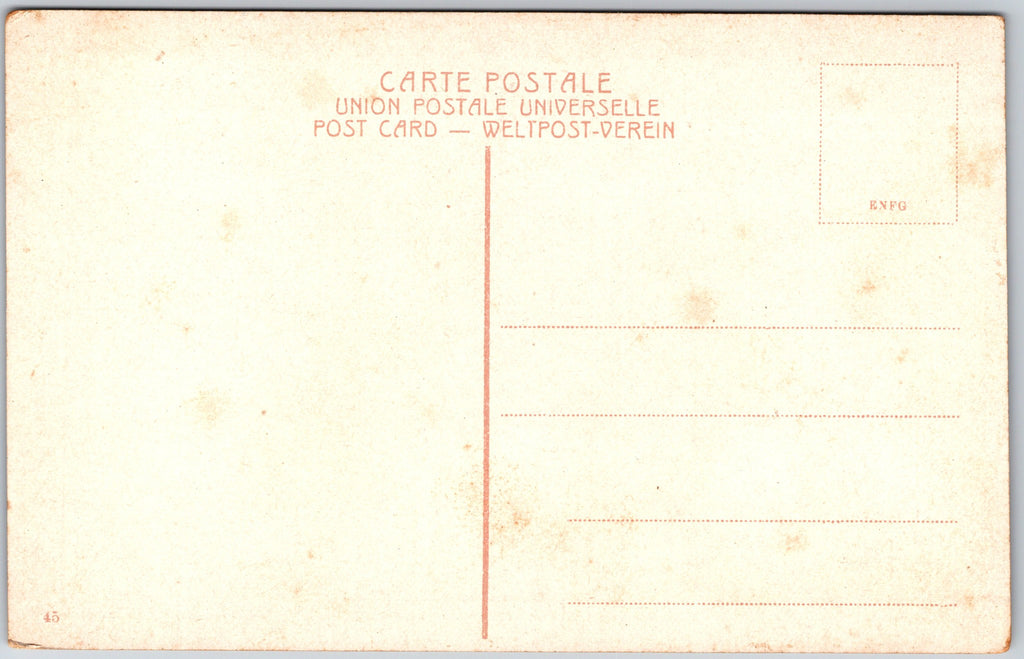 CARTE POSTALE
UNION POSTALE UNIVERSELLE
POST CARD — WELTPOST-VEREIN
ENFG
45